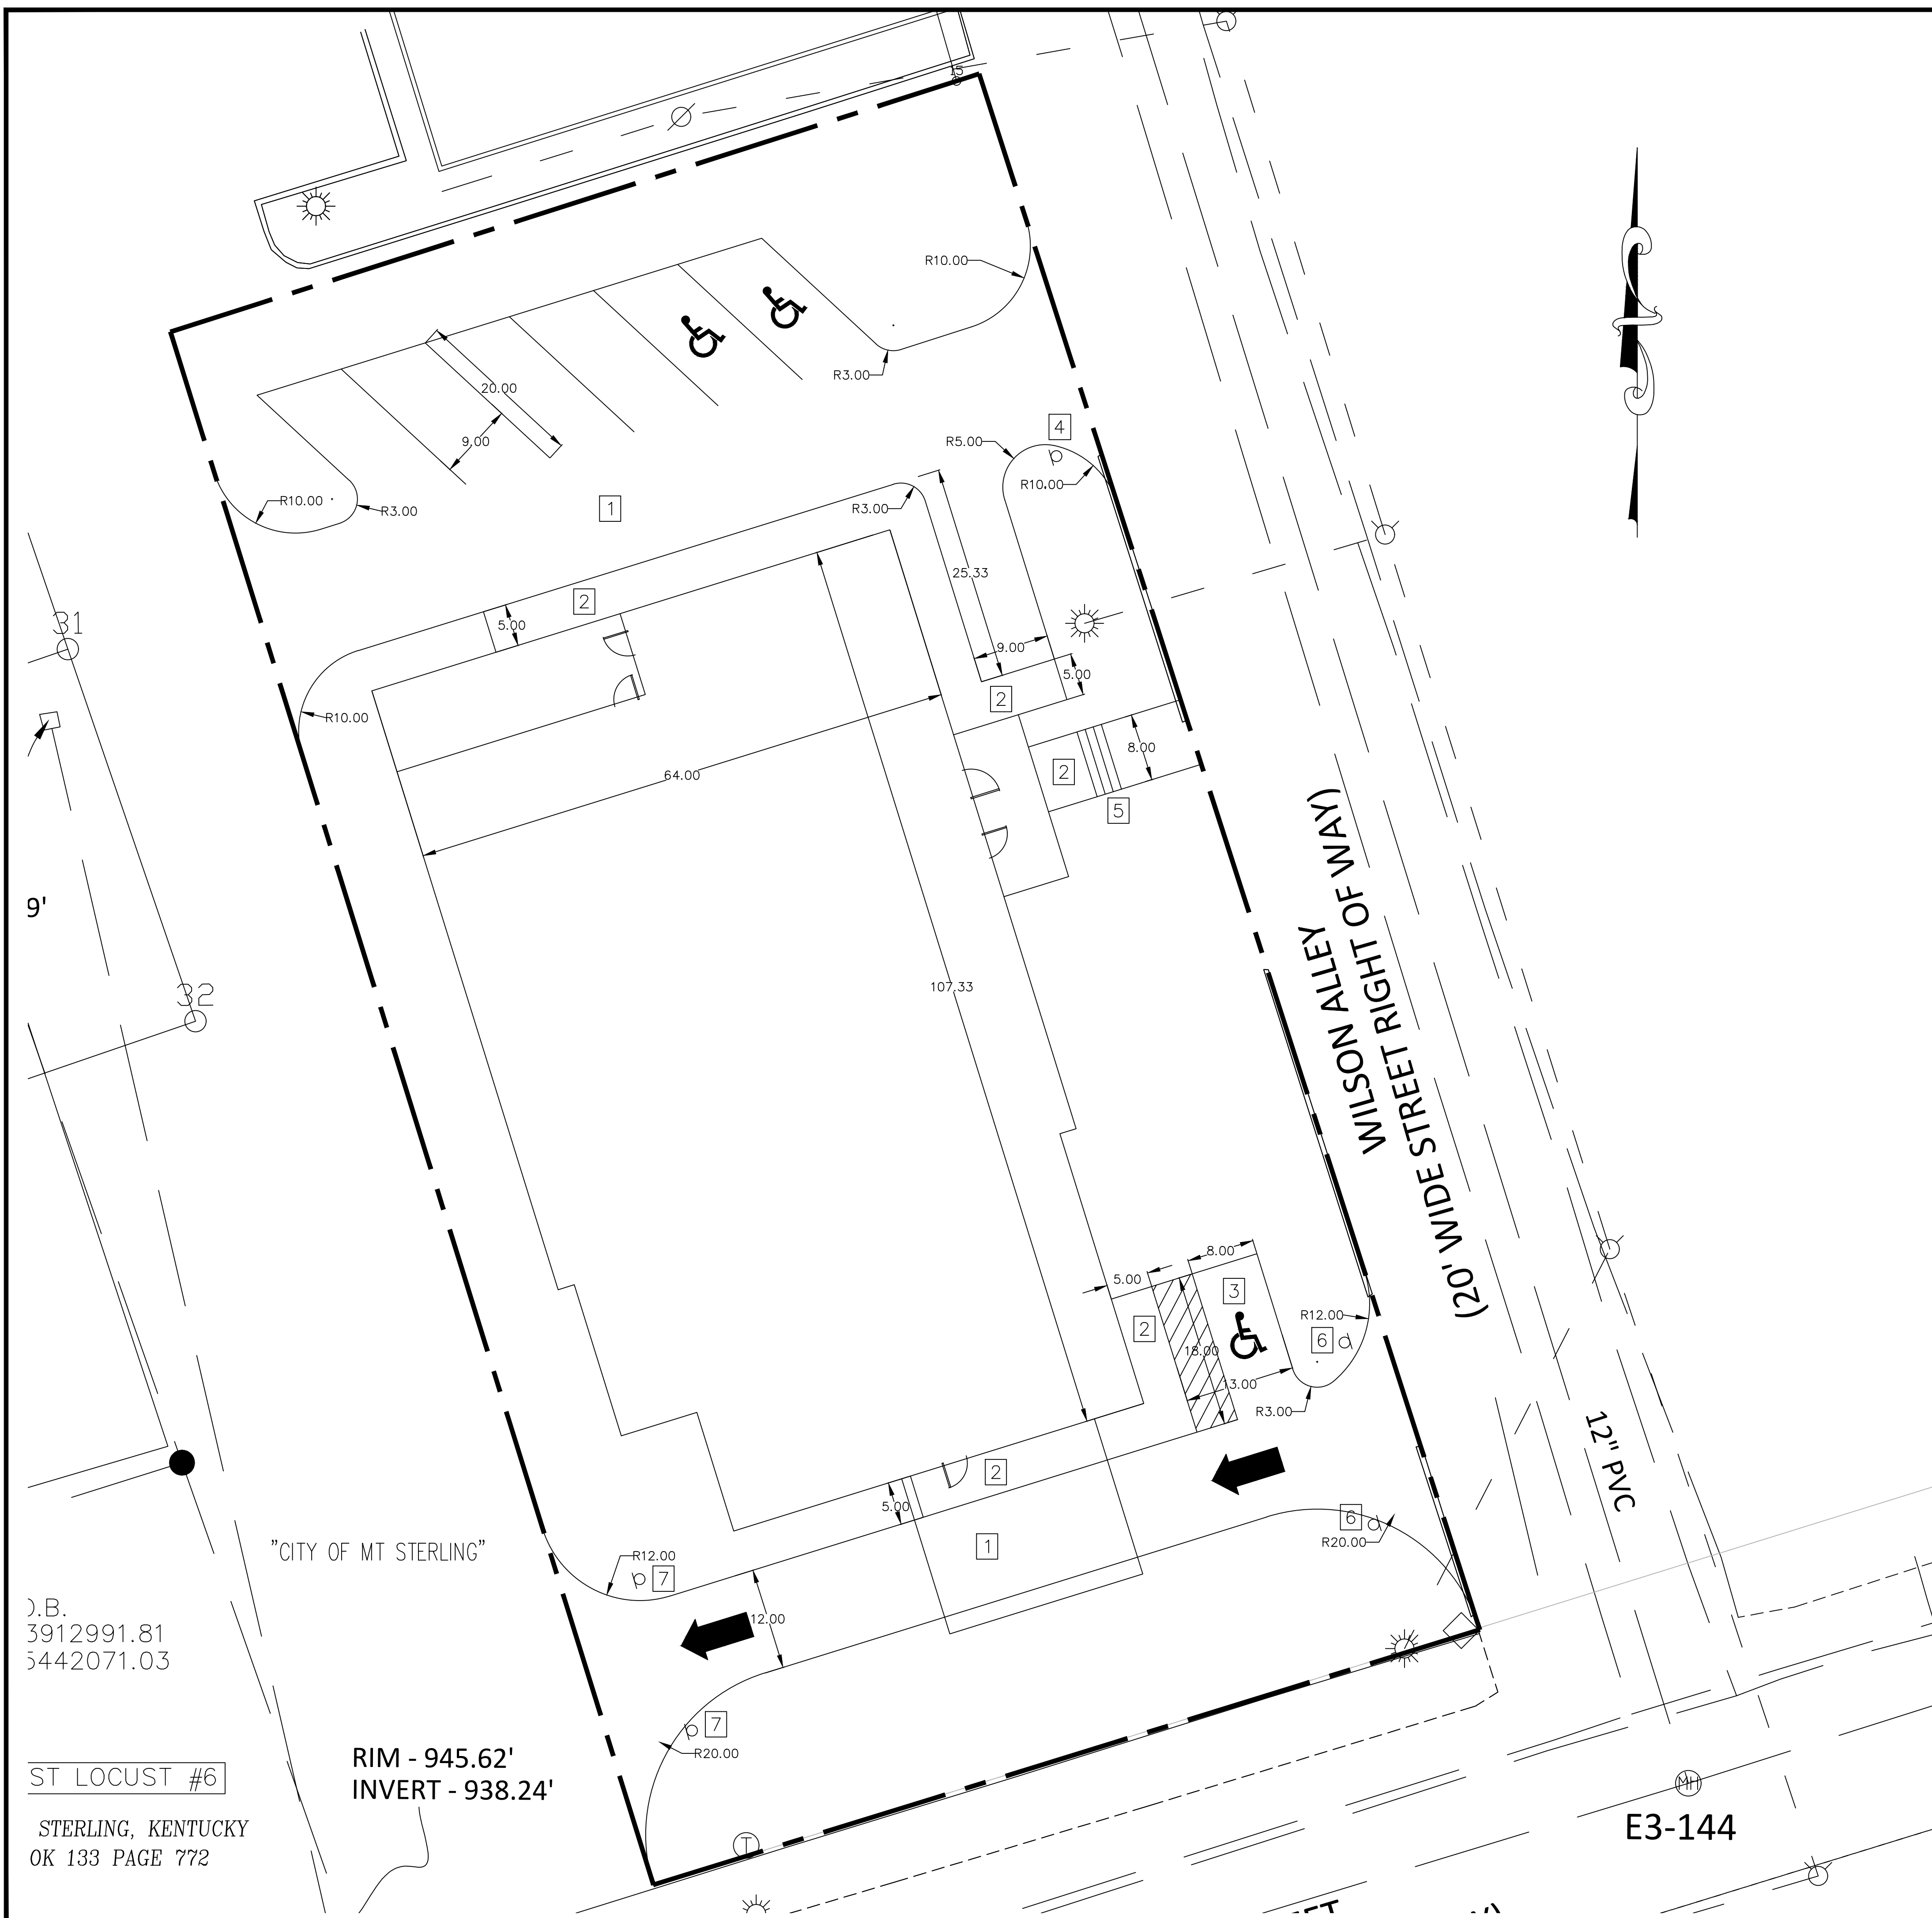 15
R10.00
R3.00
20.00
9.00
4
R5.00
R10.00
R10.00
R3.00
1
R3.00
25.33
31
2
5.00
9.00
5.00
2
R10.00
8.00
64.00
2
5
WILSON ALLEY
(20' WIDE STREET RIGHT OF WAY)
9'
107.33
32
8.00
5.00
3
2
R12.00
6
18.00
13.00
R3.00
12" PVC
2
5.00
6
R20.00
1
"CITY OF MT STERLING"
R12.00
7
12.00
O.B.
3912991.81
5442071.03
7
R20.00
RIM - 945.62'
INVERT - 938.24'
ST LOCUST #6
MH
E3-144
STERLING, KENTUCKY
OK 133 PAGE 772
T